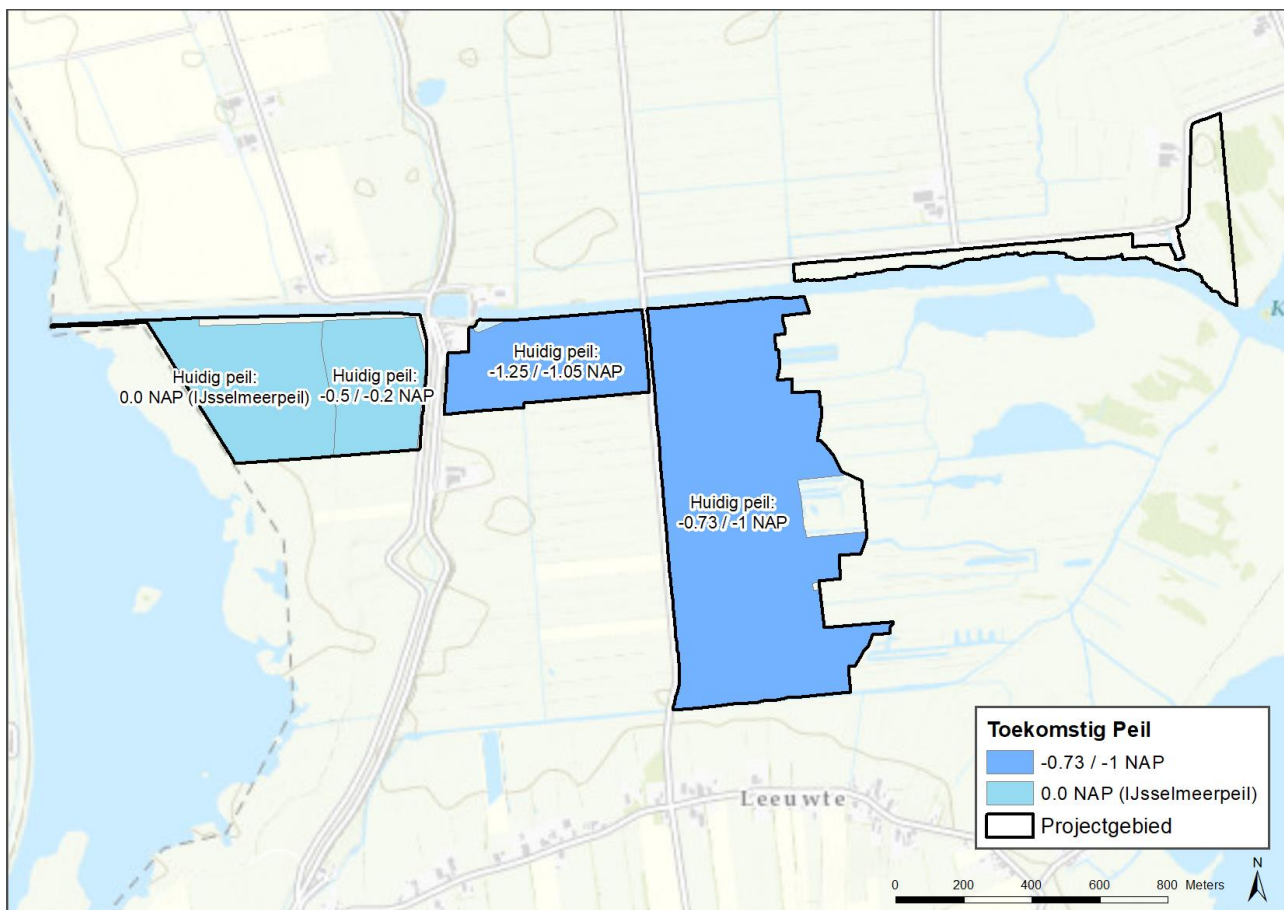 Huidig peil:
0.0 NAP (IJsselmeerpeil)
Huidig peil:
-0.5 / -0.2 NAP
Huidig peil:
-1.25 / -1.05 NAP
Huidig peil:
-0.73 / -1 NAP
K
Leeuwte
Toekomstig Peil
-0.73 / -1 NAP
0.0 NAP (IJsselmeerpeil)
Projectgebied
N
0 200 400 600 800 Meters